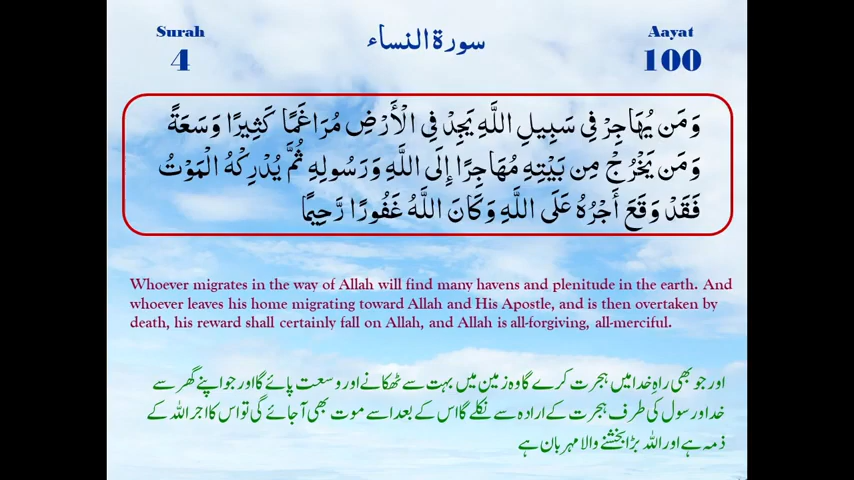 Surah
4
سورة النساء
Aayat
100
وَمَن يُهَاجِرْ فِي سَبِيلِ اللَّهِ يَجِدْ فِي الْأَرْضِ مُرَاغَمًا كَثِيرًا وَسَعَةً
وَمَن يَخْرُجْ مِن بَيْتِهِ مُهَاجِرًا إِلَى اللَّهِ وَرَسُولِهِ ثُمَّ يُدْرِكْهُ الْمَوْتُ
فَقَدْ وَقَعَ أَجْرُهُ عَلَى اللَّهِ وَكَانَ اللَّهُ غَفُورًا رَّحِيمًا
Whoever migrates in the way of Allah will find many havens and plenitude in the earth. And
whoever leaves his home migrating toward Allah and His Apostle, and is then overtaken by
death, his reward shall certainly fall on Allah, and Allah is all-forgiving, all-merciful.
اور جو بھی راہِ خدا میں ہجرت کرے گا وہ زمین میں بہت سے ٹھکانے اور وسعت پائے گا اور جو اپنے گھر سے
خدا ور سول کی طرف ہجرت کے ارادہ سے نکلے گا اس کے بعد اسے موت بھی آ جائے گی تو اس کا اجر اللہ کے
ذمہ ہے اور اللہ بڑا بخشنے والا مہربان ہے